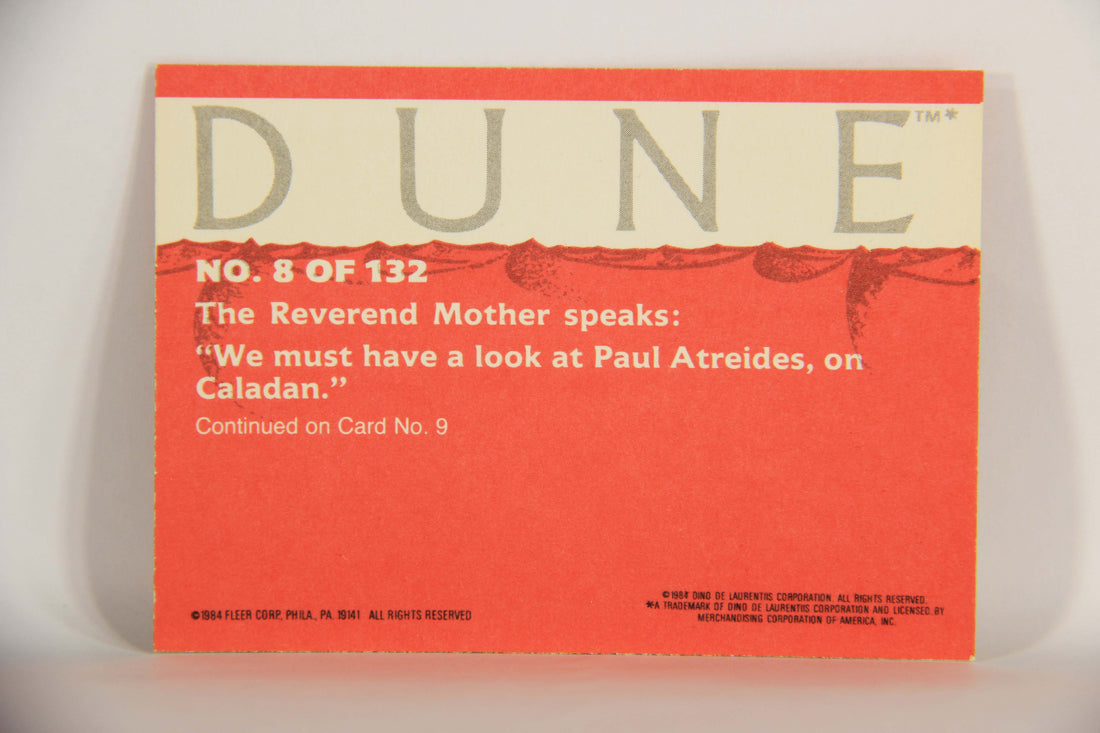 DUNE™*
NO. 8 OF 132
The Reverend Mother speaks:
“We must have a look at Paul Atreides, on
Caladan.”
Continued on Card No. 9
©1984 FLEER CORP., PHILA., PA. 19141 ALL RIGHTS RESERVED
©1984 DINO DE LAURENTIIS CORPORATION. ALL RIGHTS RESERVED.
*A TRADEMARK OF DINO DE LAURENTIIS CORPORATION AND LICENSED BY
MERCHANDISING CORPORATION OF AMERICA, INC.